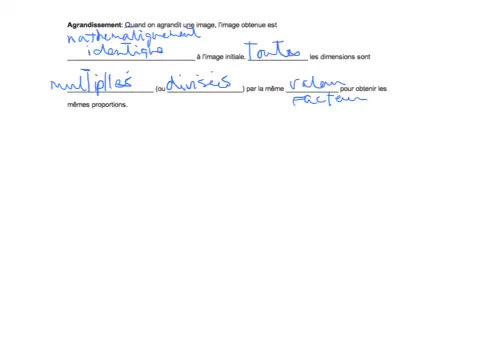 Agrandissement: Quand on agrandit une image, l'image obtenue est
mathématiquement
identique à l'image initiale. Toutes les dimensions sont
multipliés (ou divisés) par la même valeur pour obtenir les
facteur
mêmes proportions.